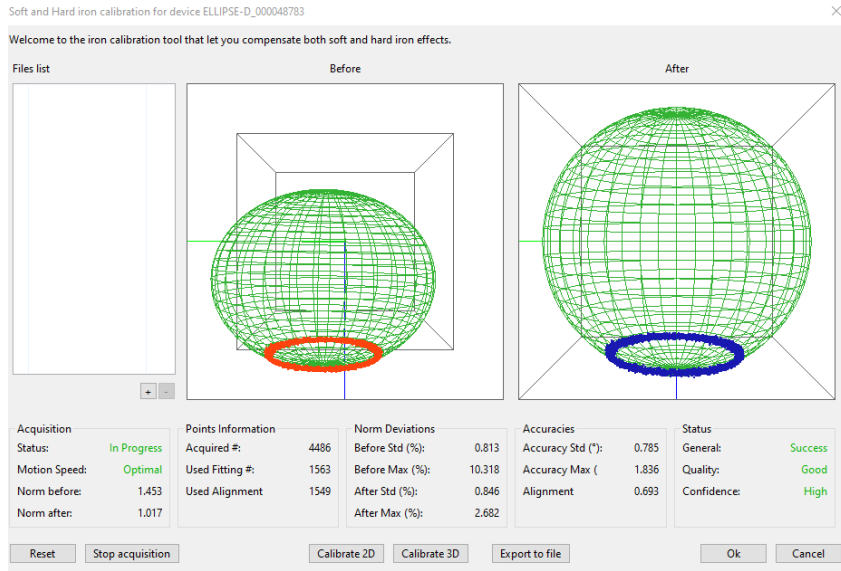 Soft and Hard iron calibration for device ELLIPSE-D_000048783
Welcome to the iron calibration tool that let you compensate both soft and hard iron effects.
Files list
Before
After
+ -
Acquisition
Status: In Progress
Motion Speed: Optimal
Norm before: 1.453
Norm after: 1.017
Points Information
Acquired #: 4486
Used Fitting #: 1563
Used Alignment 1549
Norm Deviations
Before Std (%): 0.813
Before Max (%): 10.318
After Std (%): 0.846
After Max (%): 2.682
Accuracies
Accuracy Std (°): 0.785
Accuracy Max ( 1.836
Alignment 0.693
Status
General: Success
Quality: Good
Confidence: High
Reset Stop acquisition Calibrate 2D Calibrate 3D Export to file Ok Cancel